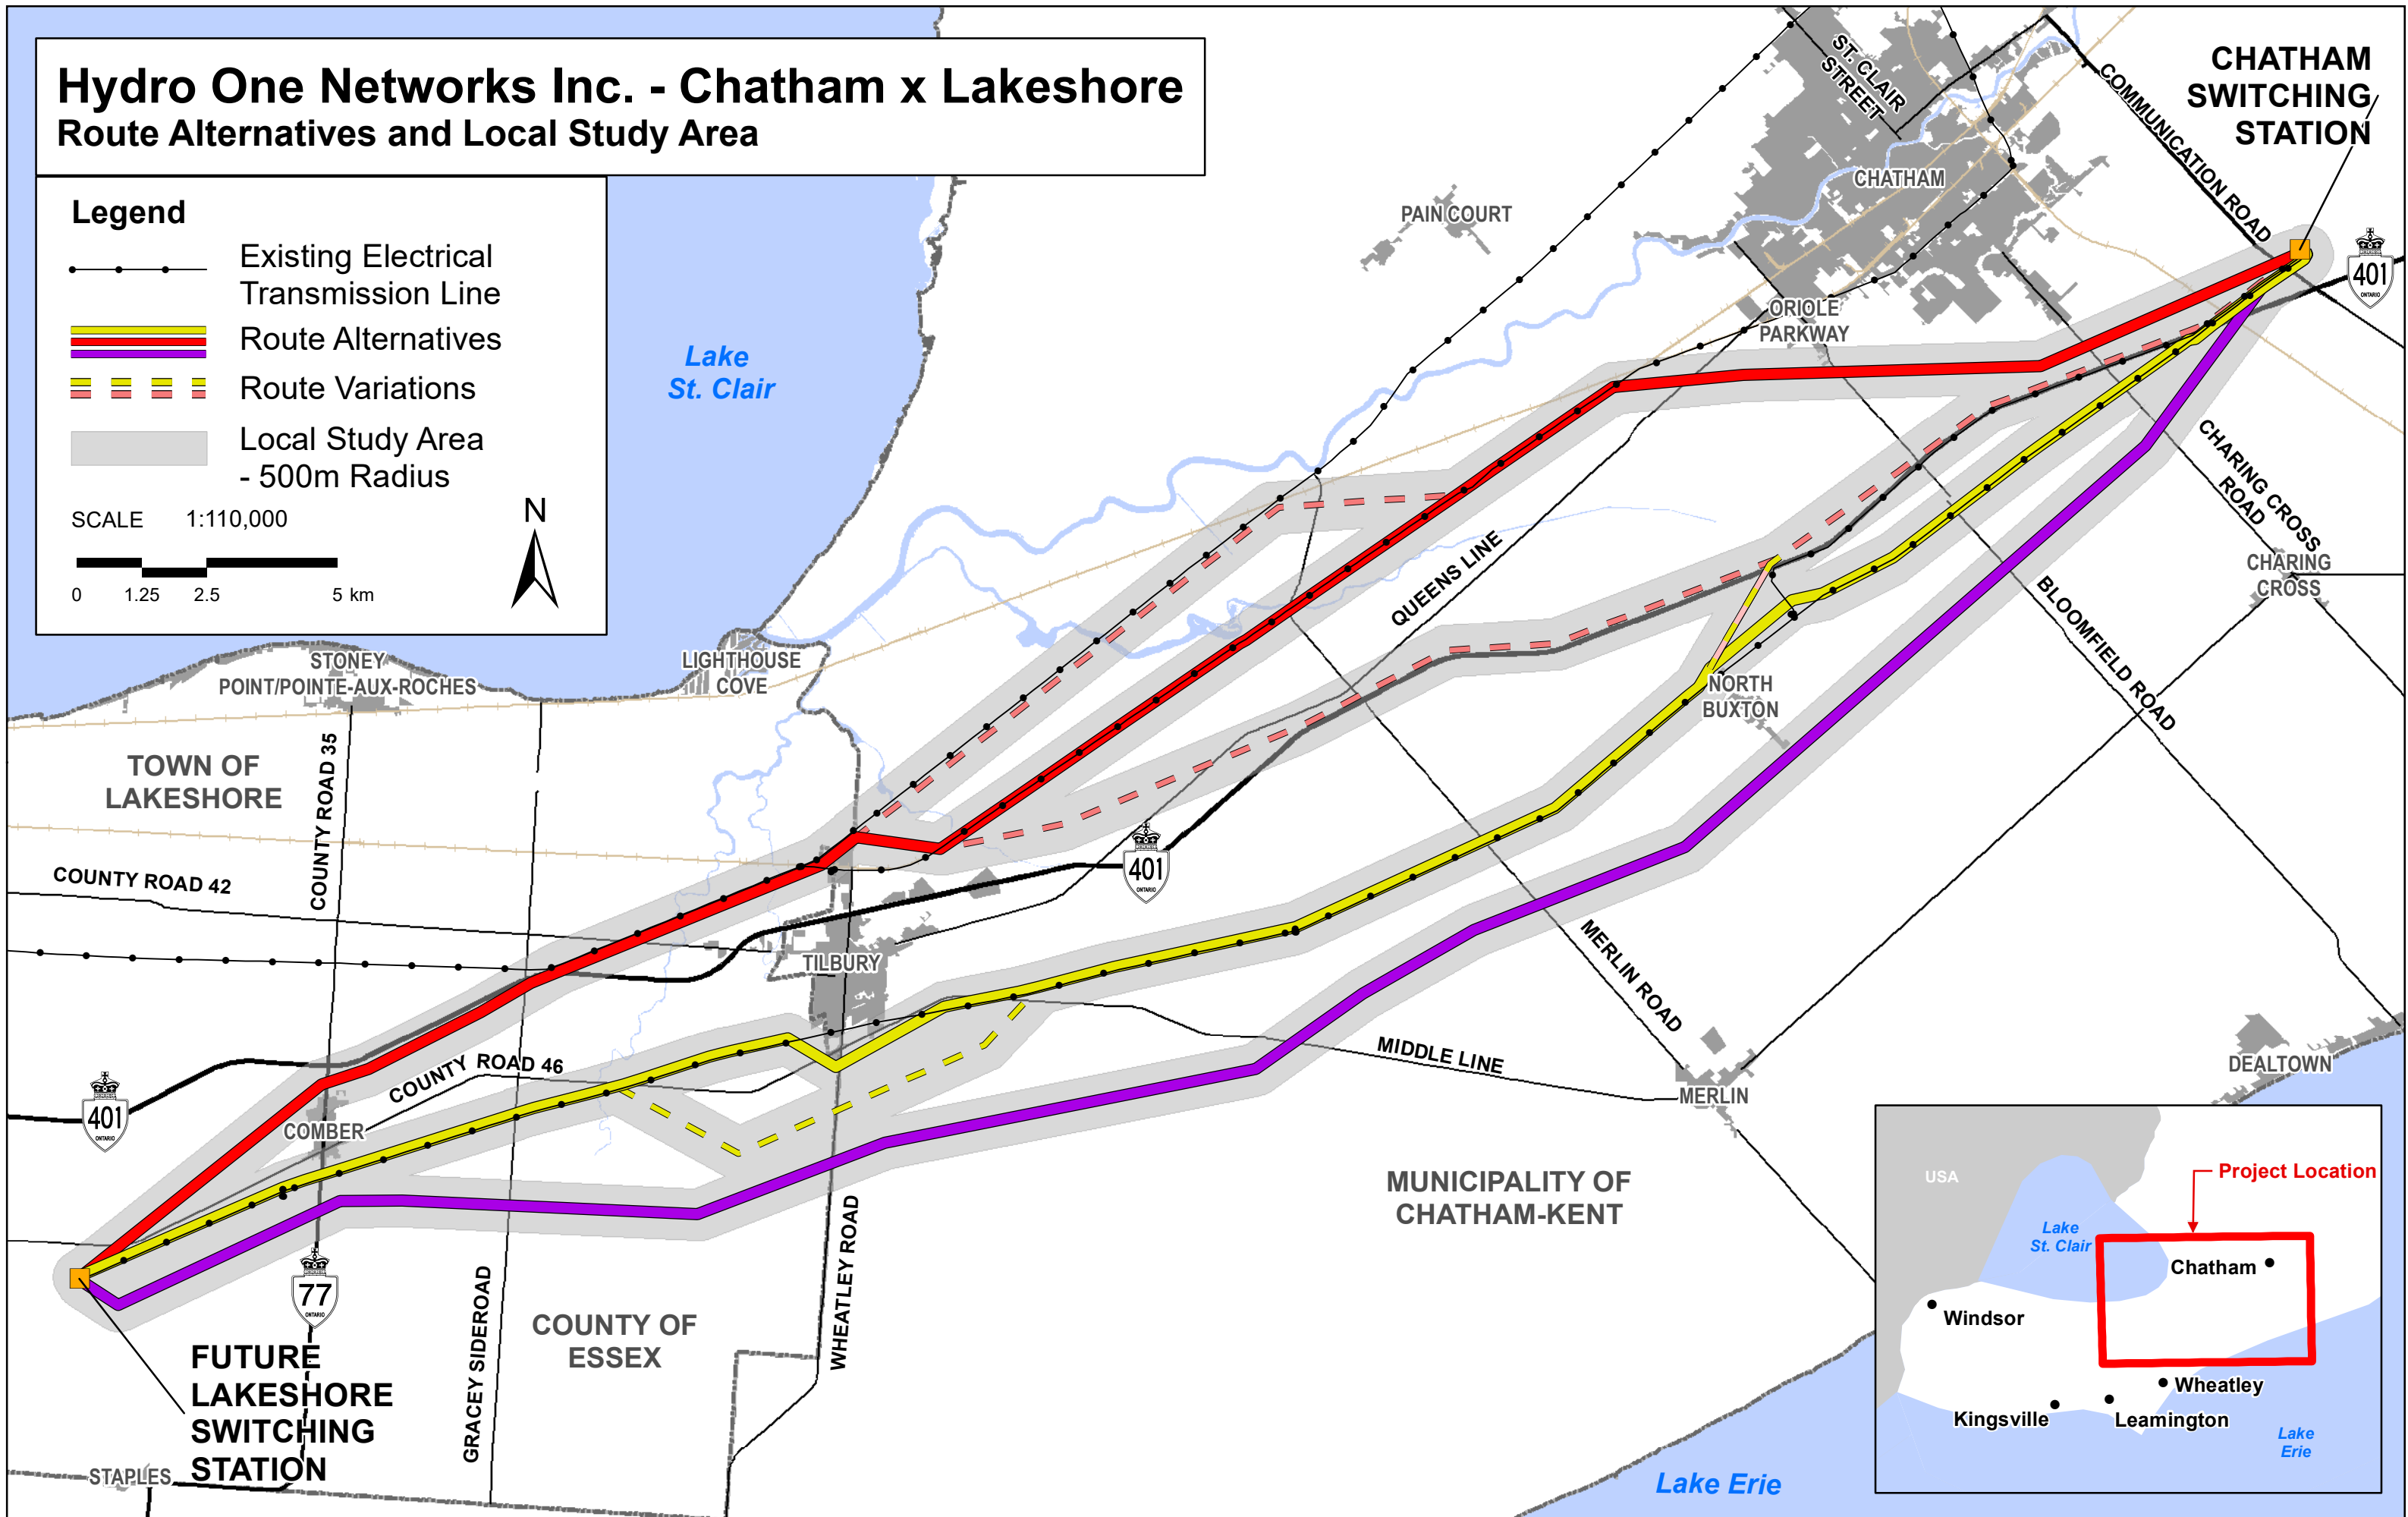 Hydro One Networks Inc. - Chatham x Lakeshore
Route Alternatives and Local Study Area
Legend
Existing Electrical
Transmission Line
Route Alternatives
Route Variations
Local Study Area
- 500m Radius
SCALE 1:110,000
0 1.25 2.5 5 km
N
Lake
St. Clair
PAIN COURT
ST. CLAIR
STREET
CHATHAM
COMMUNICATION ROAD
CHATHAM
SWITCHING
STATION
401
ONTARIO
ORIOLE
PARKWAY
CHARING CROSS
ROAD
CHARING
CROSS
QUEENS LINE
BLOOMFIELD ROAD
NORTH
BUXTON
STONEY
POINT/POINTE-AUX-ROCHES
LIGHTHOUSE
COVE
TOWN OF
LAKESHORE
COUNTY ROAD 35
COUNTY ROAD 42
401
ONTARIO
TILBURY
MERLIN ROAD
COUNTY ROAD 46
MIDDLE LINE
MERLIN
DEALTOWN
401
ONTARIO
COMBER
MUNICIPALITY OF
CHATHAM-KENT
77
ONTARIO
GRACEY SIDEROAD
WHEATLEY ROAD
COUNTY OF
ESSEX
FUTURE
LAKESHORE
SWITCHING
STATION
STAPLES
Lake Erie
USA
Project Location
Lake
St. Clair
Chatham
Windsor
Wheatley
Kingsville
Leamington
Lake
Erie